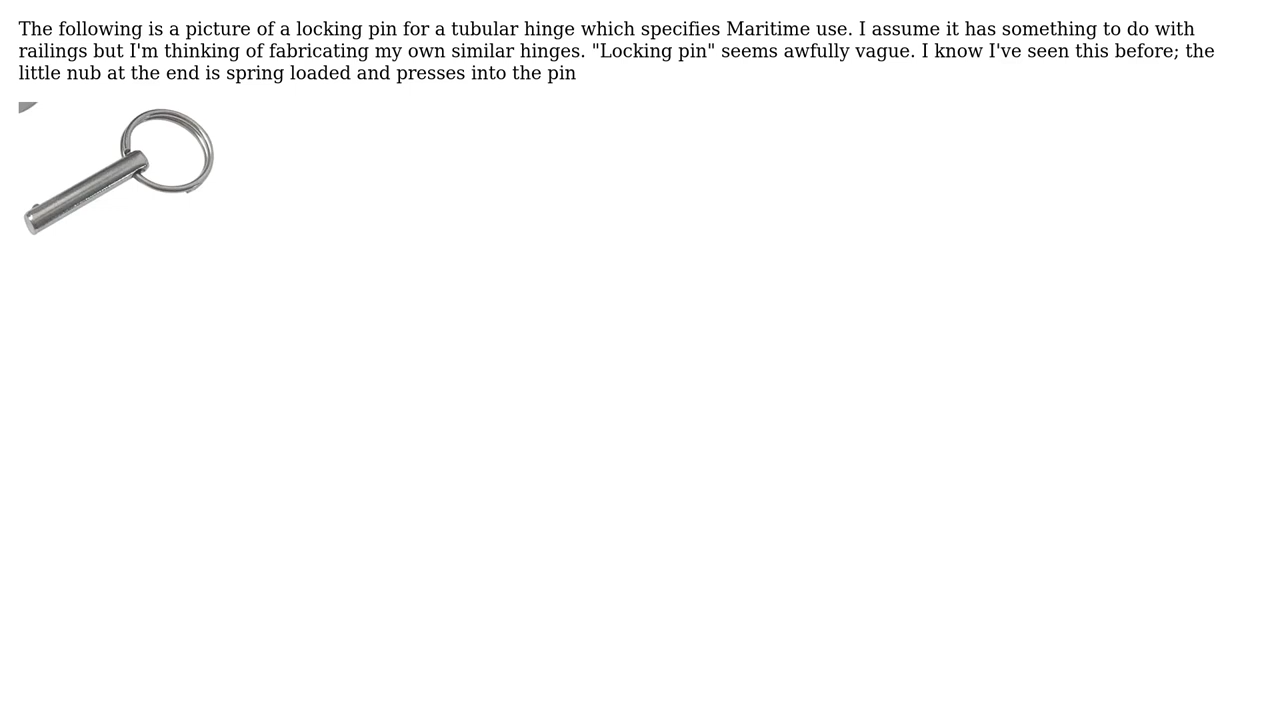 The following is a picture of a locking pin for a tubular hinge which specifies Maritime use. I assume it has something to do with
railings but I'm thinking of fabricating my own similar hinges. "Locking pin" seems awfully vague. I know I've seen this before; the
little nub at the end is spring loaded and presses into the pin